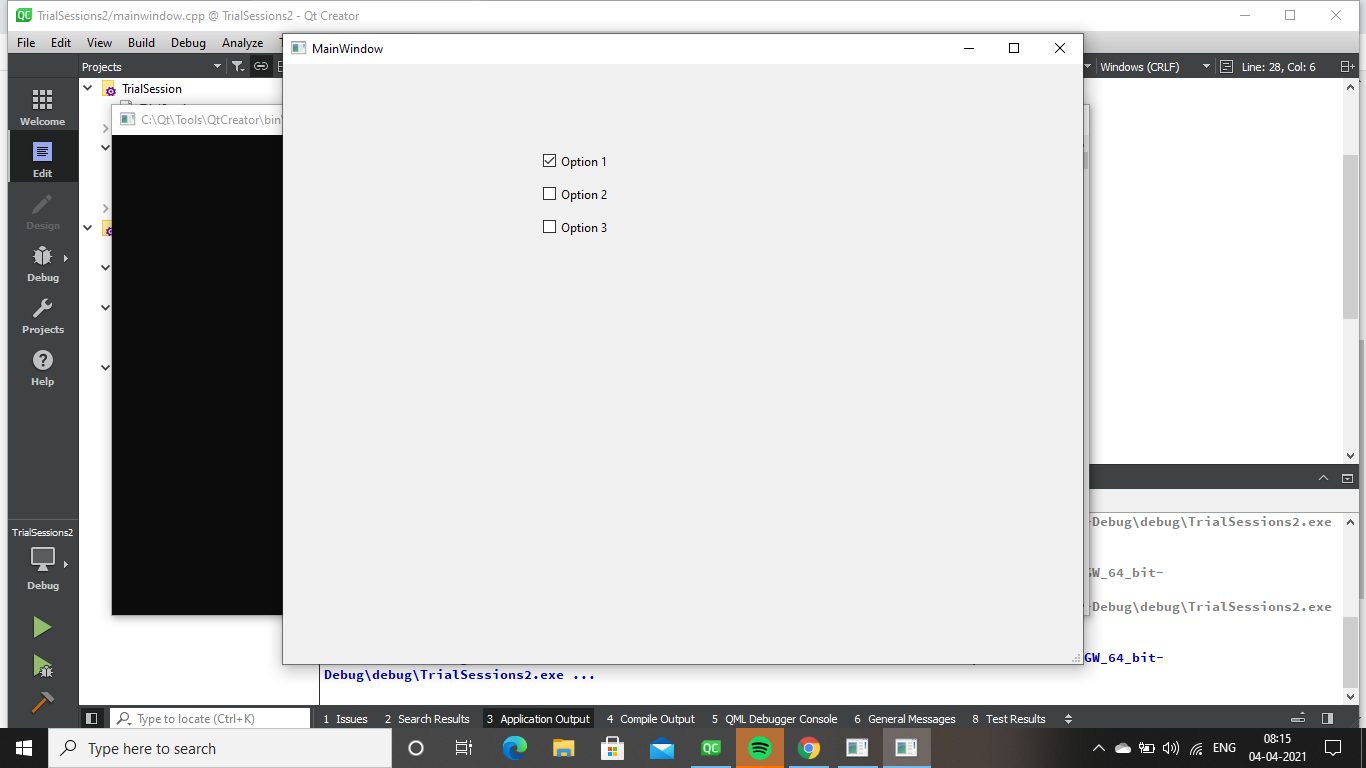 QC TrialSessions2/mainwindow.cpp @ TrialSessions2 - Qt Creator
File Edit View Build Debug Analyze
MainWindow
Projects
Windows (CRLF)
Line: 28, Col: 6
TrialSession
C:\Qt\Tools\QtCreator\bin\
Welcome
Edit
Design
Debug
Projects
Help
Option 1
Option 2
Option 3
TrialSessions2
Debug
-Debug\debug\TrialSessions2.exe
GW_64_bit-
-Debug\debug\TrialSessions2.exe
GW_64_bit-
Debug\debug\TrialSessions2.exe ...
Type to locate (Ctrl+K)
1 Issues 2 Search Results 3 Application Output 4 Compile Output 5 QML Debugger Console 6 General Messages 8 Test Results
Type here to search
QC
ENG
08:15
04-04-2021